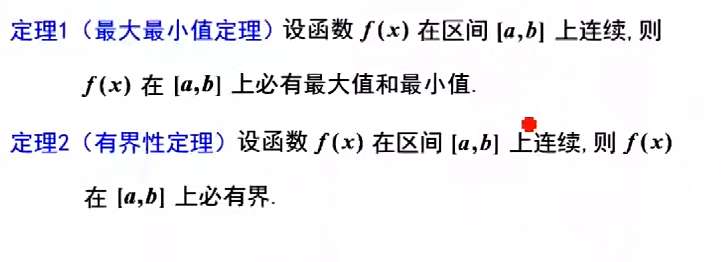 定理1（最大最小值定理）设函数 f(x) 在区间 [a,b] 上连续,则
f(x) 在 [a,b] 上必有最大值和最小值.
定理2（有界性定理）设函数 f(x) 在区间 [a,b] 上连续,则 f(x)
在 [a,b] 上必有界.